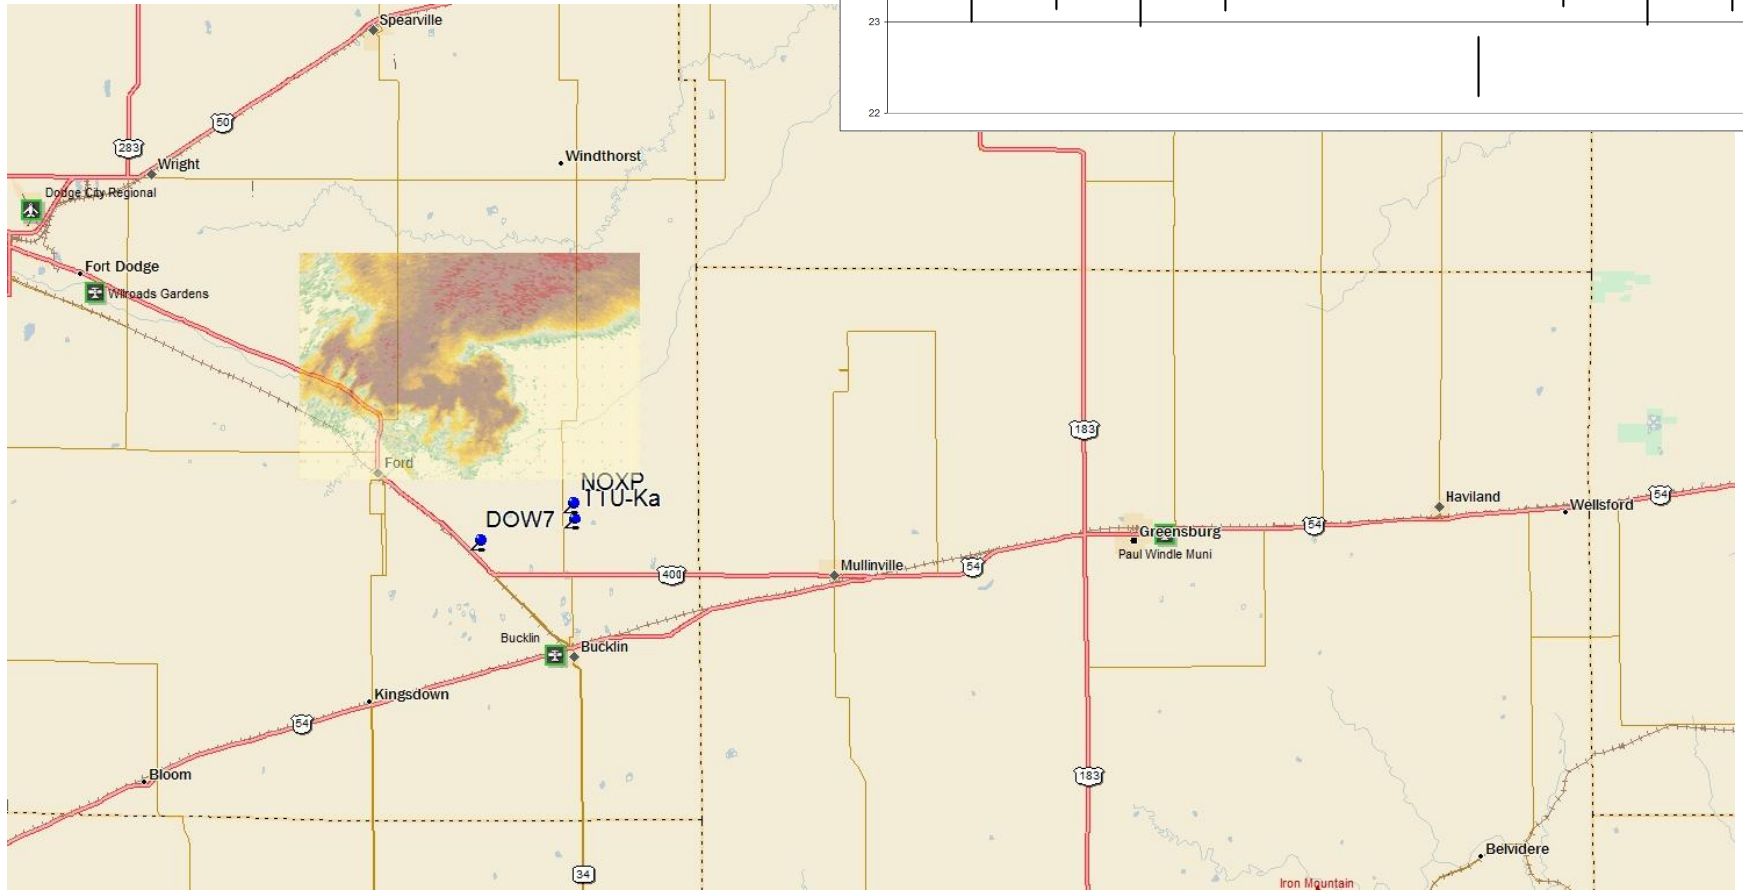 Spearville
23
22
50
283
Wright
Windthorst
Dodge City Regional
Fort Dodge
Wilroads Gardens
183
Ford
NOXP
TTU-Ka
DOW7
Haviland
Wellsford
54
54
Greensburg
Paul Windle Muni
Mullinville
54
400
Bucklin
Bucklin
Kingsdown
54
Bloom
183
Belvidere
34
Iron Mountain